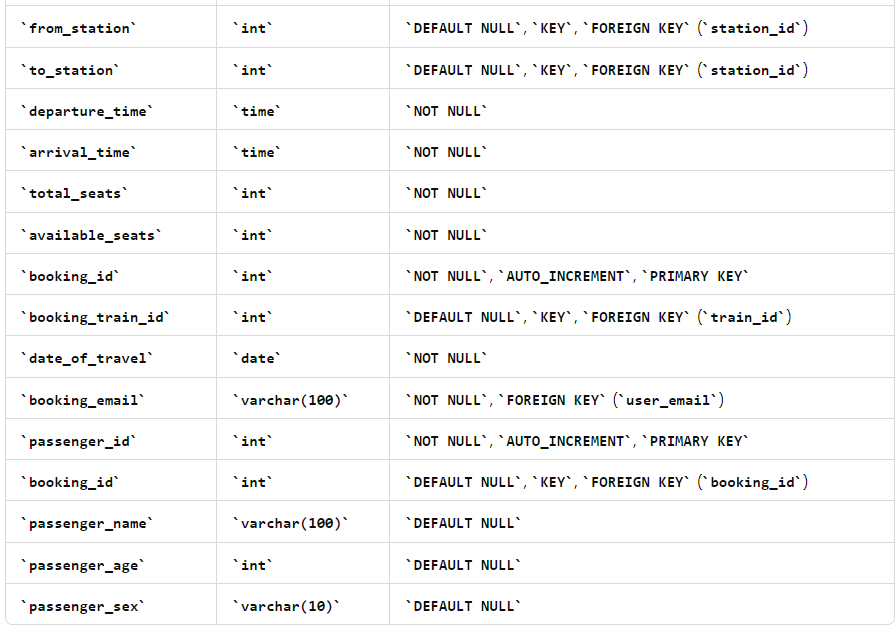 `from_station` `int` `DEFAULT NULL`, `KEY`, `FOREIGN KEY` (`station_id`)
`to_station` `int` `DEFAULT NULL`, `KEY`, `FOREIGN KEY` (`station_id`)
`departure_time` `time` `NOT NULL`
`arrival_time` `time` `NOT NULL`
`total_seats` `int` `NOT NULL`
`available_seats` `int` `NOT NULL`
`booking_id` `int` `NOT NULL`, `AUTO_INCREMENT`, `PRIMARY KEY`
`booking_train_id` `int` `DEFAULT NULL`, `KEY`, `FOREIGN KEY` (`train_id`)
`date_of_travel` `date` `NOT NULL`
`booking_email` `varchar(100)` `NOT NULL`, `FOREIGN KEY` (`user_email`)
`passenger_id` `int` `NOT NULL`, `AUTO_INCREMENT`, `PRIMARY KEY`
`booking_id` `int` `DEFAULT NULL`, `KEY`, `FOREIGN KEY` (`booking_id`)
`passenger_name` `varchar(100)` `DEFAULT NULL`
`passenger_age` `int` `DEFAULT NULL`
`passenger_sex` `varchar(10)` `DEFAULT NULL`